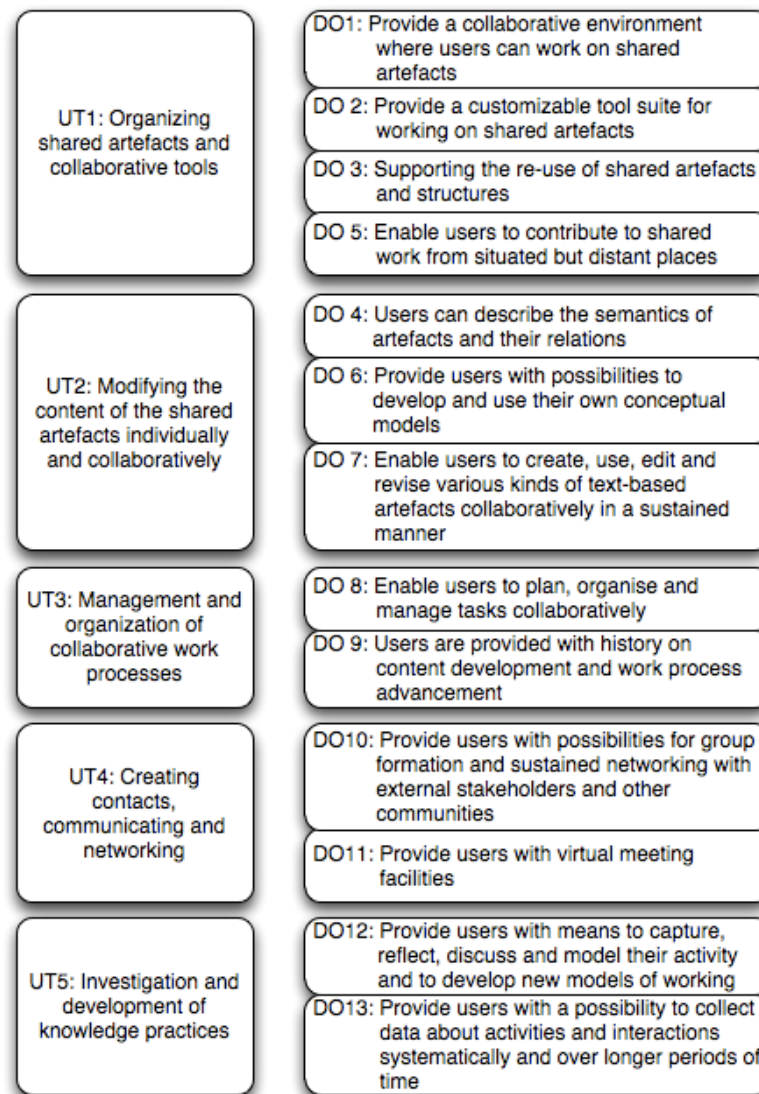 UT1: Organizing
shared artefacts and
collaborative tools
DO1: Provide a collaborative environment
where users can work on shared
artefacts
DO 2: Provide a customizable tool suite for
working on shared artefacts
DO 3: Supporting the re-use of shared artefacts
and structures
DO 5: Enable users to contribute to shared
work from situated but distant places
UT2: Modifying the
content of the shared
artefacts individually
and collaboratively
DO 4: Users can describe the semantics of
artefacts and their relations
DO 6: Provide users with possibilities to
develop and use their own conceptual
models
DO 7: Enable users to create, use, edit and
revise various kinds of text-based
artefacts collaboratively in a sustained
manner
UT3: Management and
organization of
collaborative work
processes
DO 8: Enable users to plan, organise and
manage tasks collaboratively
DO 9: Users are provided with history on
content development and work process
advancement
UT4: Creating
contacts,
communicating and
networking
DO10: Provide users with possibilities for group
formation and sustained networking with
external stakeholders and other
communities
DO11: Provide users with virtual meeting
facilities
UT5: Investigation and
development of
knowledge practices
DO12: Provide users with means to capture,
reflect, discuss and model their activity
and to develop new models of working
DO13: Provide users with a possibility to collect
data about activities and interactions
systematically and over longer periods of
time